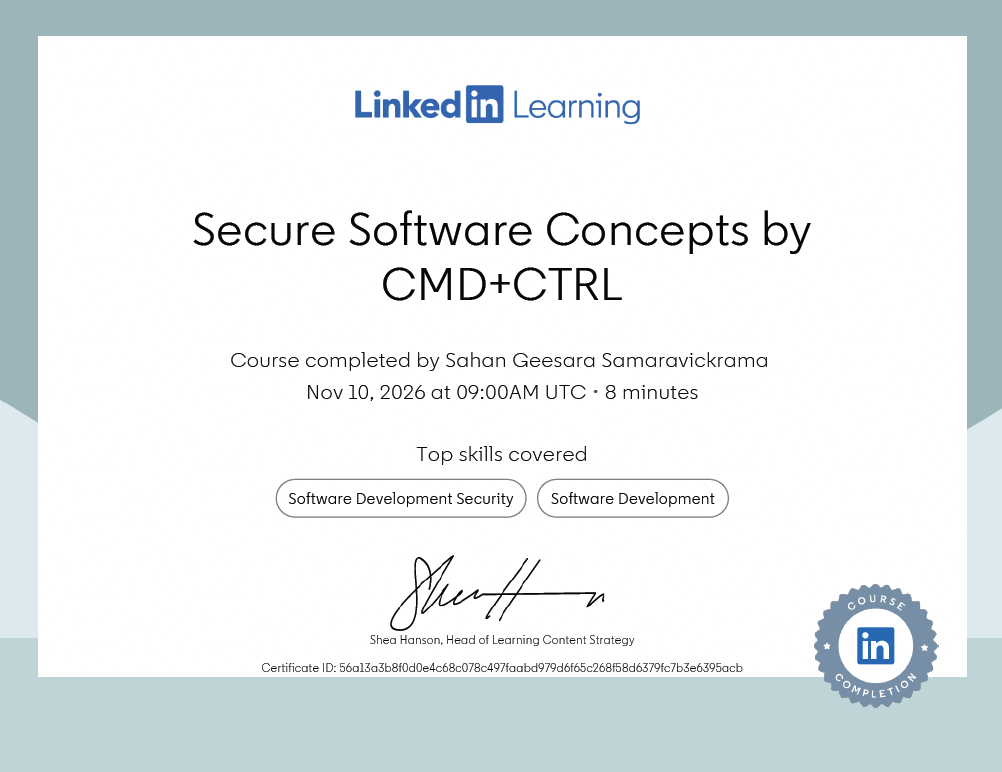 Linkedin Learning
Secure Software Concepts by
CMD+CTRL
Course completed by Sahan Geesara Samaravickrama
Nov 10, 2026 at 09:00AM UTC • 8 minutes
Top skills covered
Software Development Security
Software Development
Shea Hanson, Head of Learning Content Strategy
Certificate ID: 56a13a3b8f0d0e4c68c078c497faabd979d6f65c268f58d6379fc7b3e6395acb
COURSE
in
COMPLETION